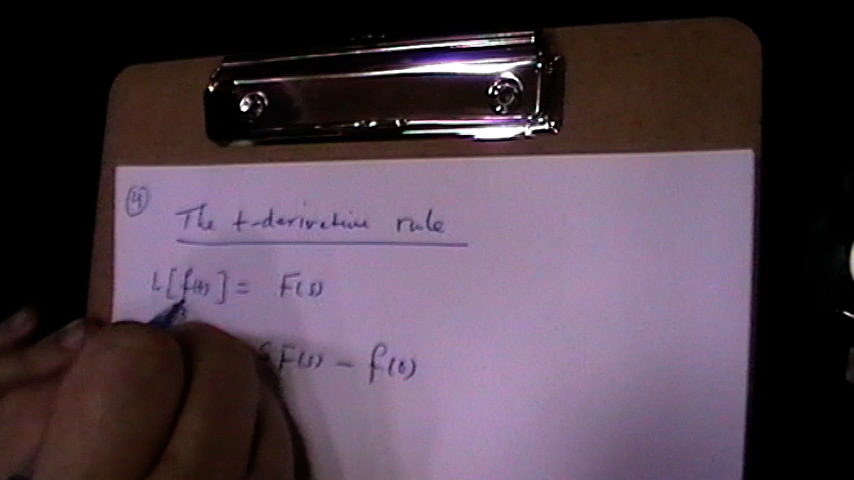 ④ The t-derivative rule
L[f(t)] = F(s)
F(s) - f(0)